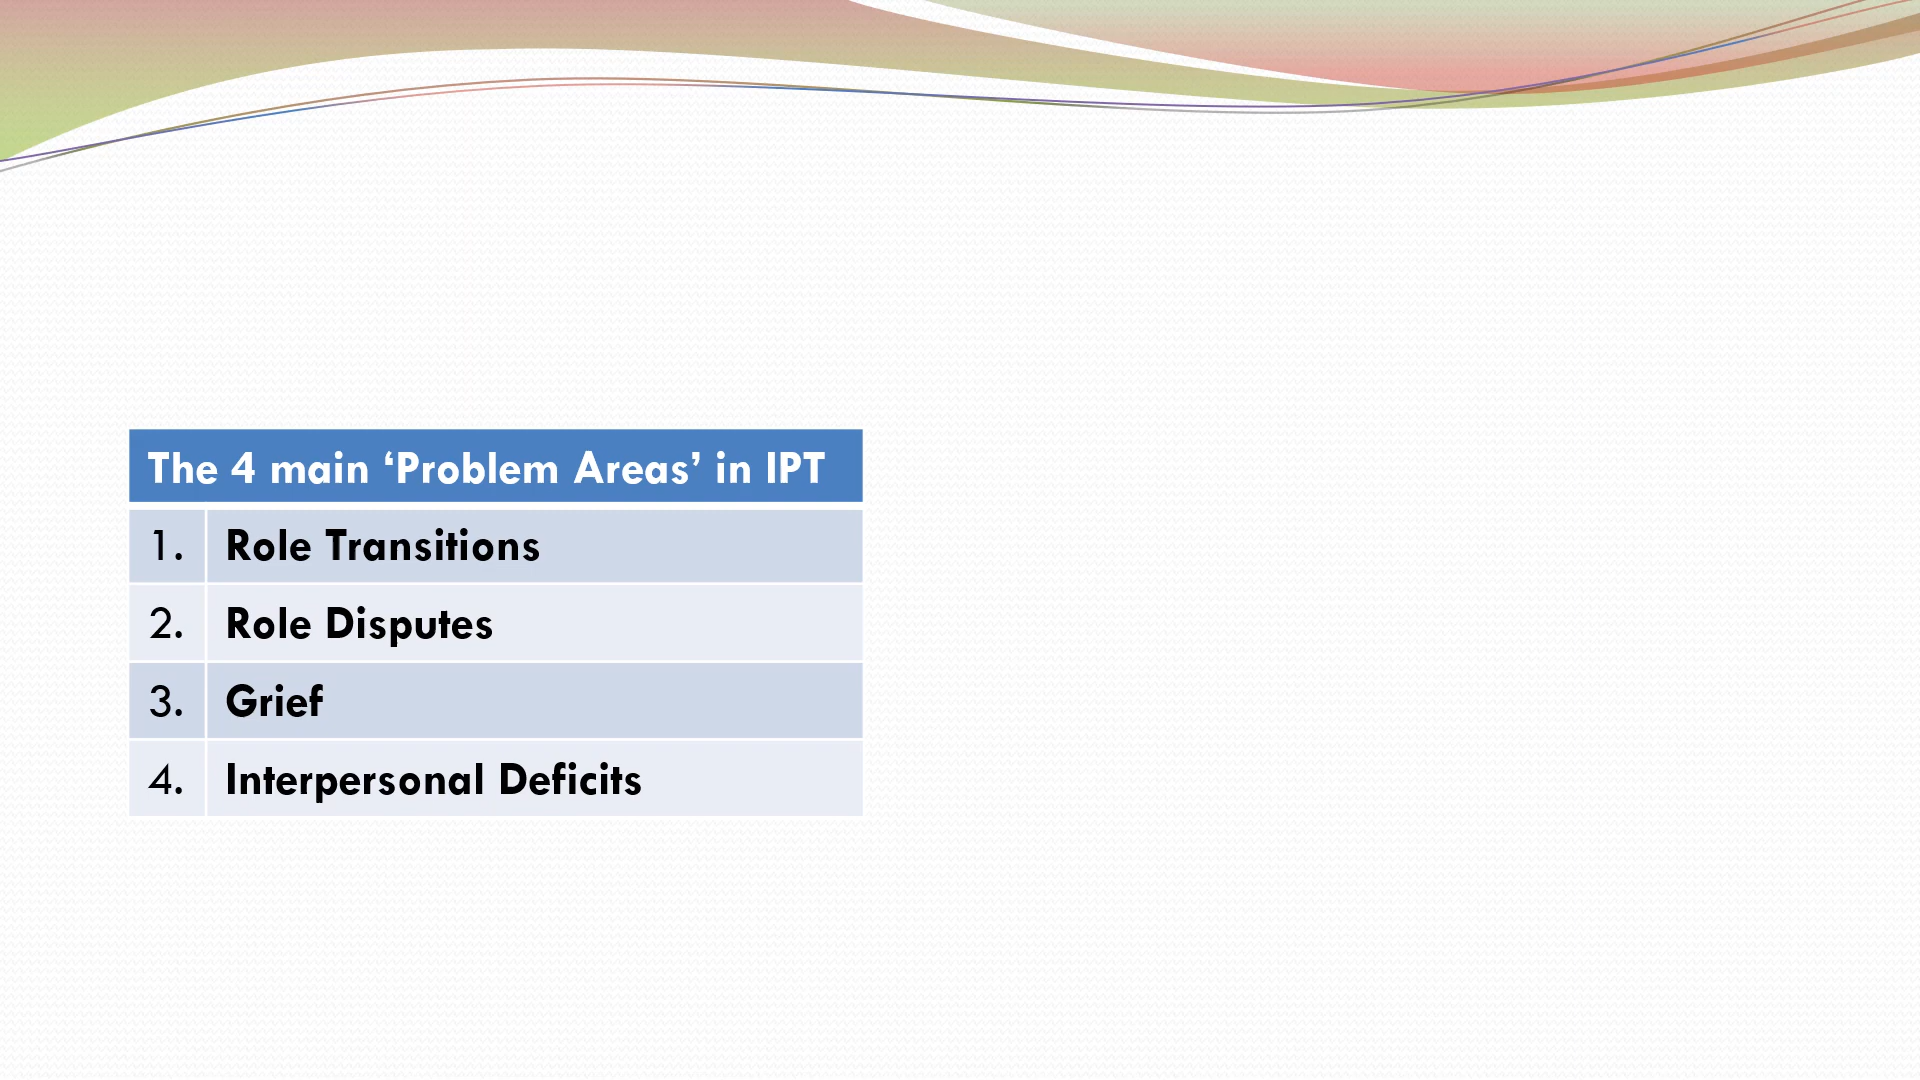 The 4 main ‘Problem Areas’ in IPT
1. Role Transitions
2. Role Disputes
3. Grief
4. Interpersonal Deficits